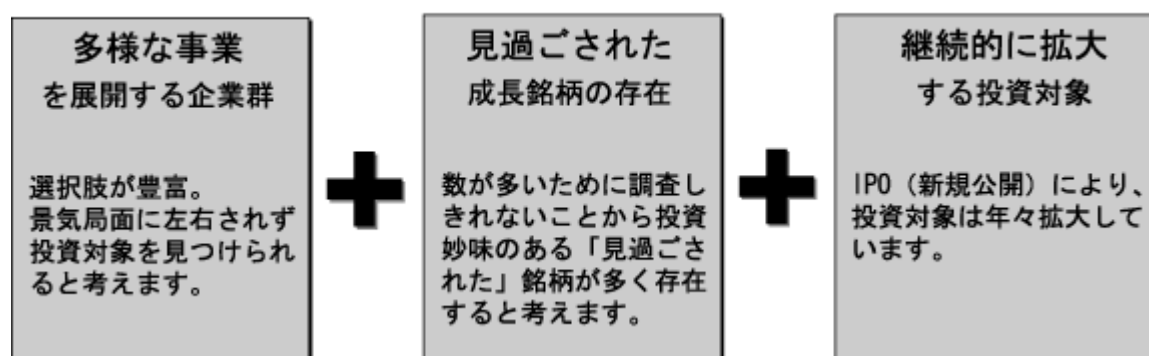 多様な事業
を展開する企業群
選択肢が豊富。
景気局面に左右されず
投資対象を見つけられ
ると考えます。
見過ごされた
成長銘柄の存在
数が多いために調査し
きれないことから投資
妙味のある「見過ご
された」銘柄が多く存在
すると考えます。
継続的に拡大
する投資対象
IPO（新規公開）により、
投資対象は年々拡大して
います。